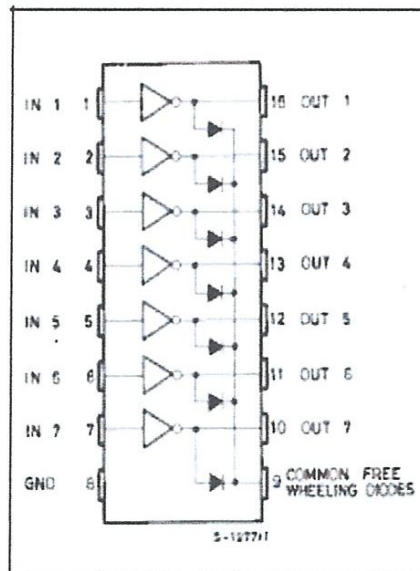 IN 1 1 16 OUT 1
IN 2 2 15 OUT 2
IN 3 3 14 OUT 3
IN 4 4 13 OUT 4
IN 5 5 12 OUT 5
IN 6 6 11 OUT 6
IN 7 7 10 OUT 7
GND 8 9 COMMON FREE
WHEELING DIODES